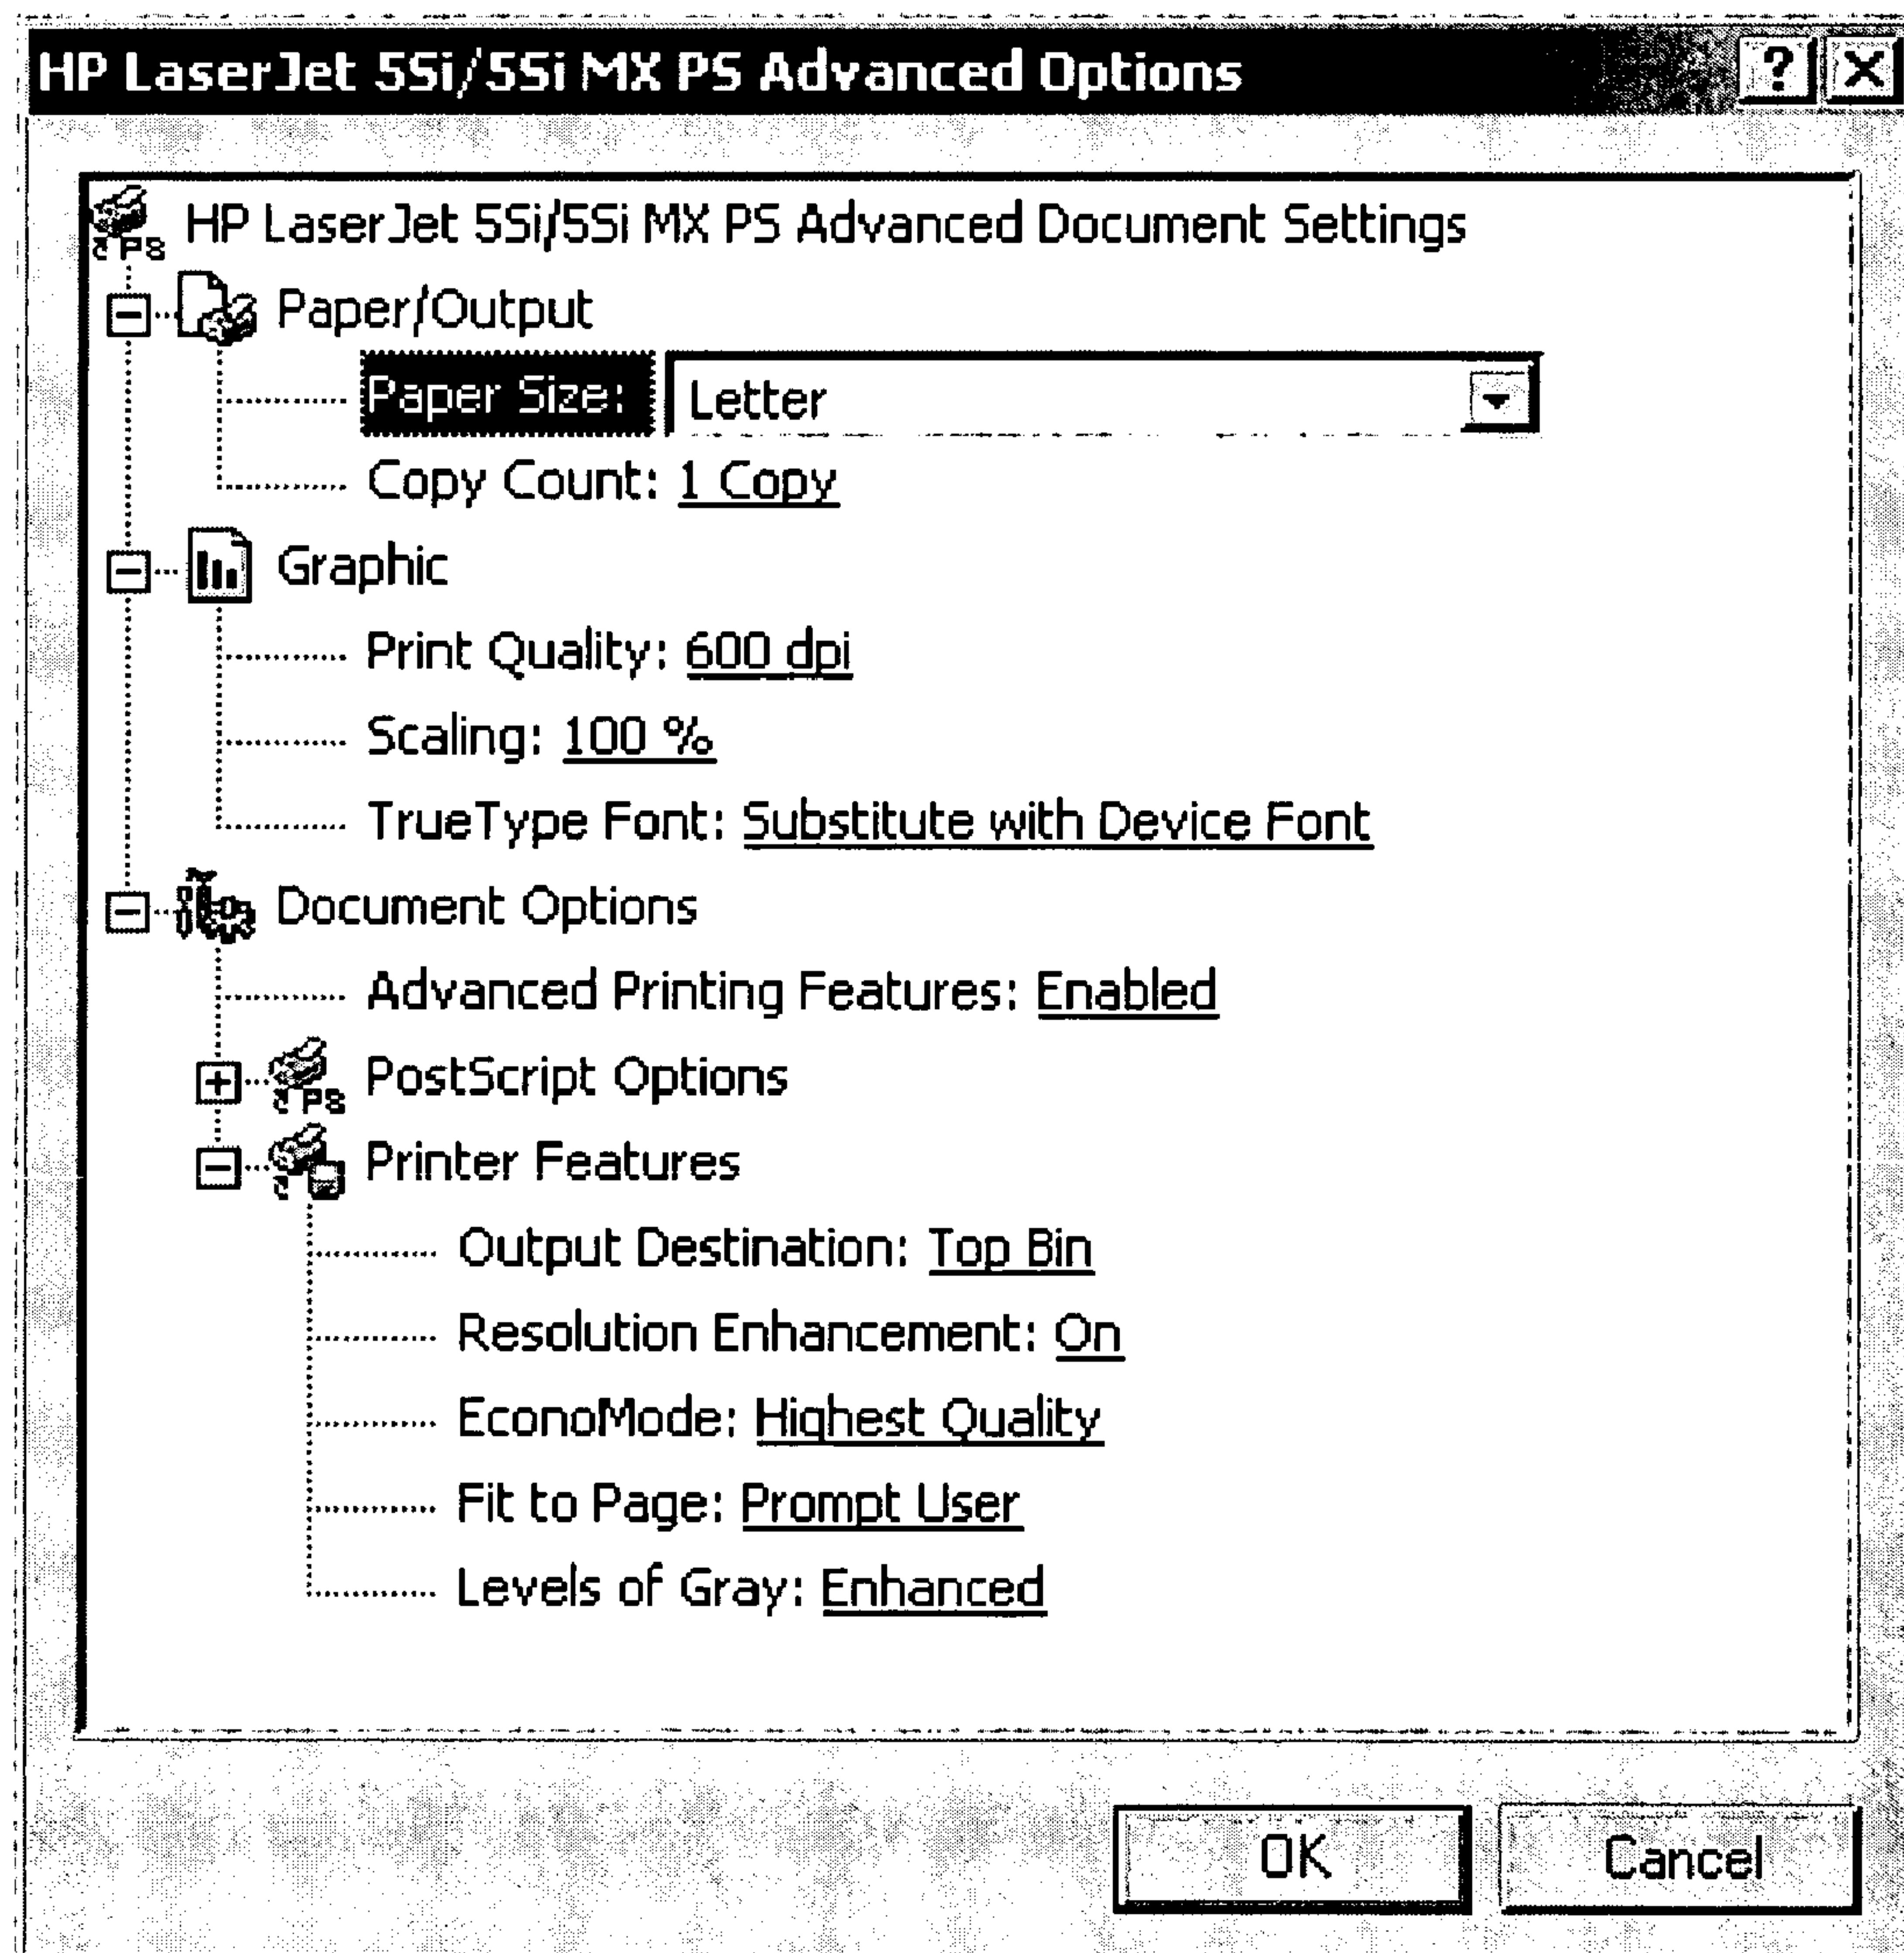 HP LaserJet 5Si/5Si MX PS Advanced Options
HP LaserJet 5Si/5Si MX PS Advanced Document Settings
Paper/Output
Paper Size: Letter
Copy Count: 1 Copy
Graphic
Print Quality: 600 dpi
Scaling: 100 %
TrueType Font: Substitute with Device Font
Document Options
Advanced Printing Features: Enabled
PostScript Options
Printer Features
Output Destination: Top Bin
Resolution Enhancement: On
EconoMode: Highest Quality
Fit to Page: Prompt User
Levels of Gray: Enhanced
OK Cancel